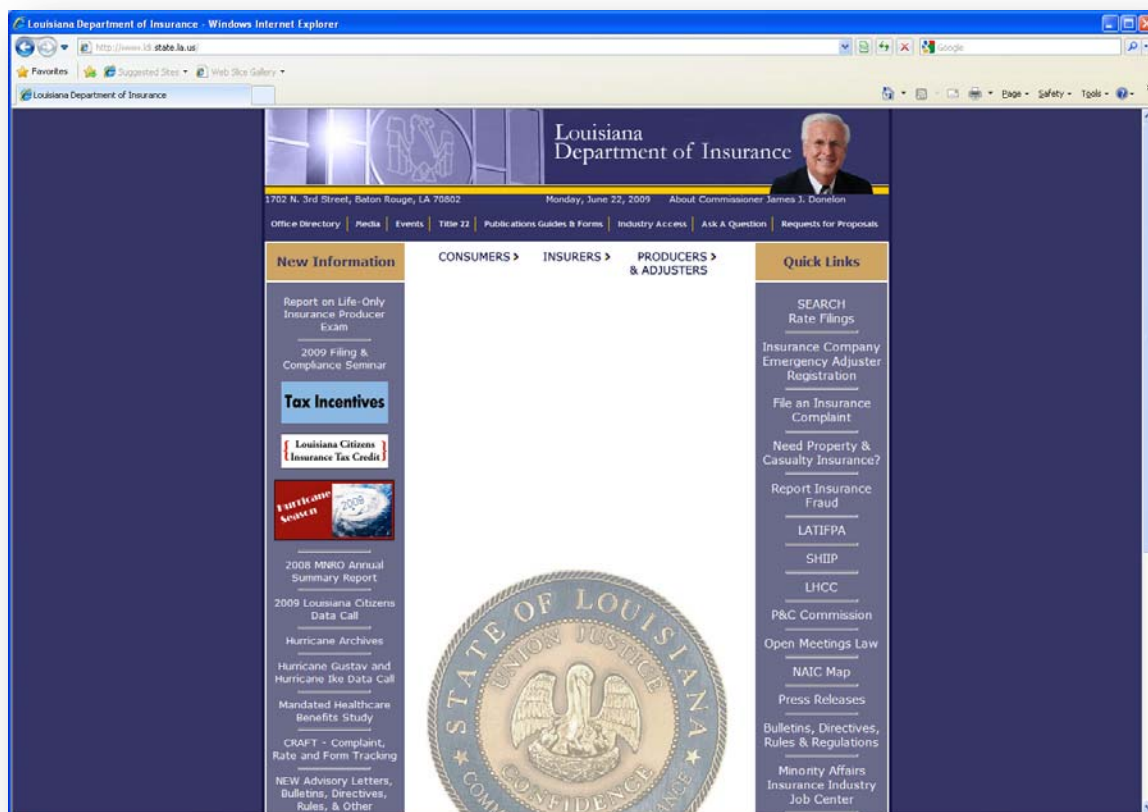 Louisiana Department of Insurance - Windows Internet Explorer
http://www.ldi.state.la.us/
Google
Favorites
Suggested Sites
Web Slice Gallery
Louisiana Department of Insurance
Page
Safety
Tools
Louisiana
Department of Insurance
1702 N. 3rd Street, Baton Rouge, LA 70802
Monday, June 22, 2009
About Commissioner James J. Donelon
Office Directory | Media | Events | Title 22 | Publications Guides & Forms | Industry Access | Ask A Question | Requests for Proposals
New Information
Report on Life-Only
Insurance Producer
Exam
2009 Filing &
Compliance Seminar
Tax Incentives
Louisiana Citizens
Insurance Tax Credit
Hurricane
Season
2009
2008 MNRO Annual
Summary Report
2009 Louisiana Citizens
Data Call
Hurricane Archives
Hurricane Gustav and
Hurricane Ike Data Call
Mandated Healthcare
Benefits Study
CRAFT - Complaint,
Rate and Form Tracking
NEW Advisory Letters,
Bulletins, Directives,
Rules, & Other
CONSUMERS >
INSURERS >
PRODUCERS >
& ADJUSTERS
STATE OF LOUISIANA
UNION JUSTICE
CONFIDENCE
Quick Links
SEARCH
Rate Filings
Insurance Company
Emergency Adjuster
Registration
File an Insurance
Complaint
Need Property &
Casualty Insurance?
Report Insurance
Fraud
LATIFPA
SHIIP
LHCC
P&C Commission
Open Meetings Law
NAIC Map
Press Releases
Bulletins, Directives,
Rules & Regulations
Minority Affairs
Insurance Industry
Job Center